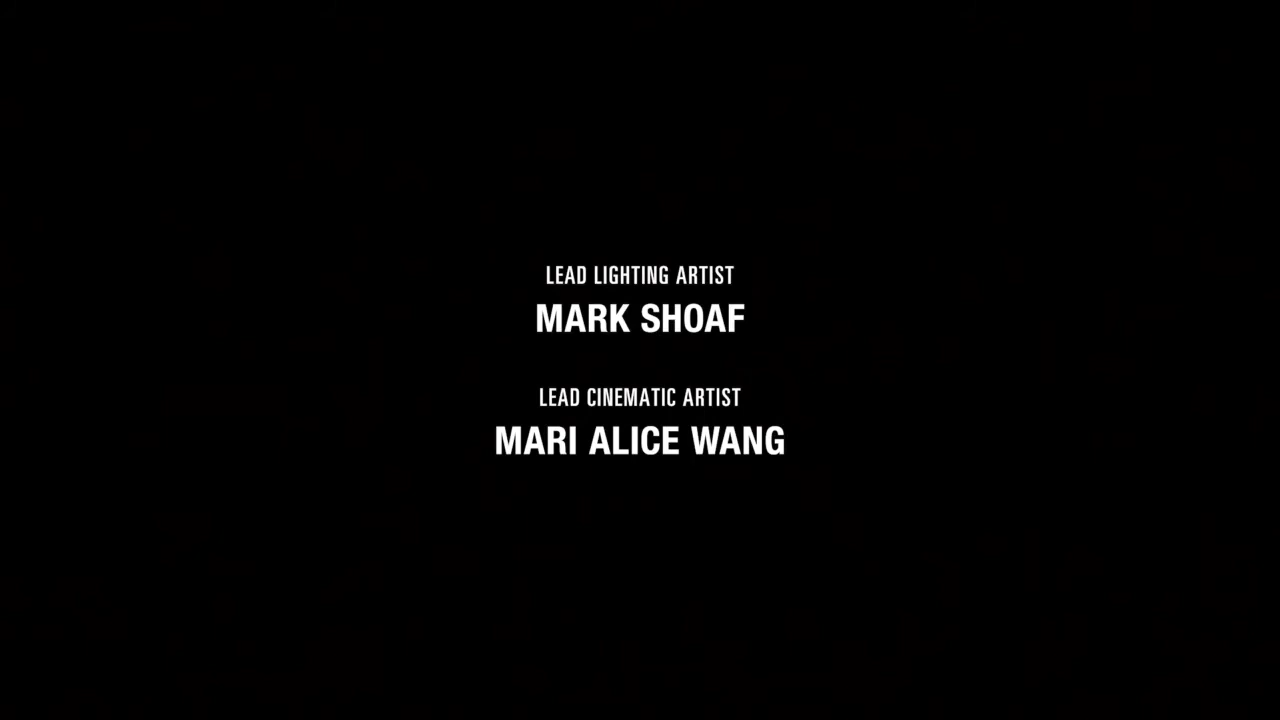 LEAD LIGHTING ARTIST
MARK SHOAF
LEAD CINEMATIC ARTIST
MARI ALICE WANG